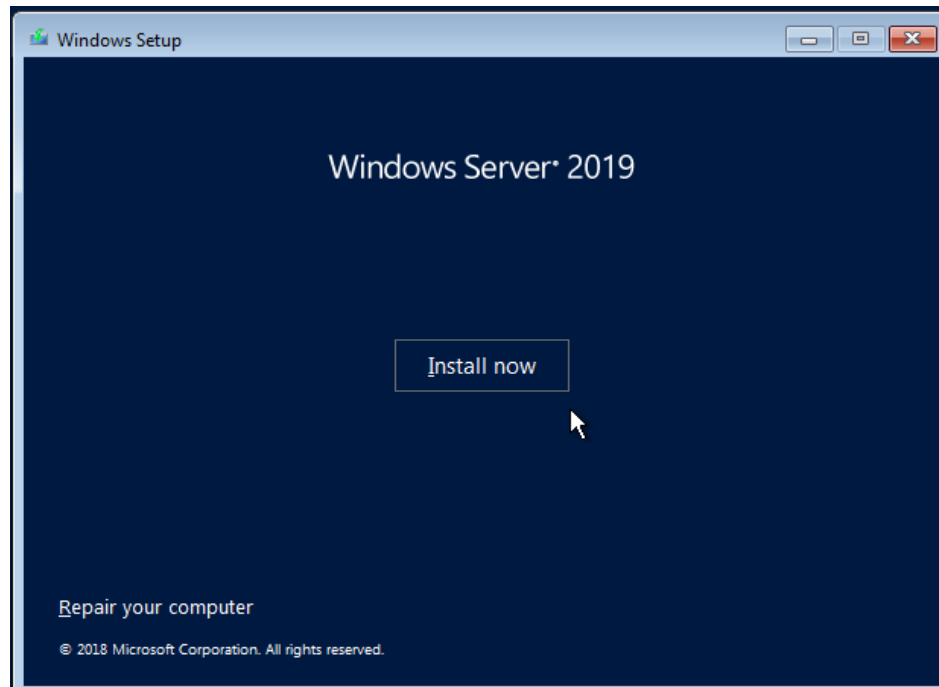 Windows Setup
Windows Server® 2019
Install now
Repair your computer
© 2018 Microsoft Corporation. All rights reserved.